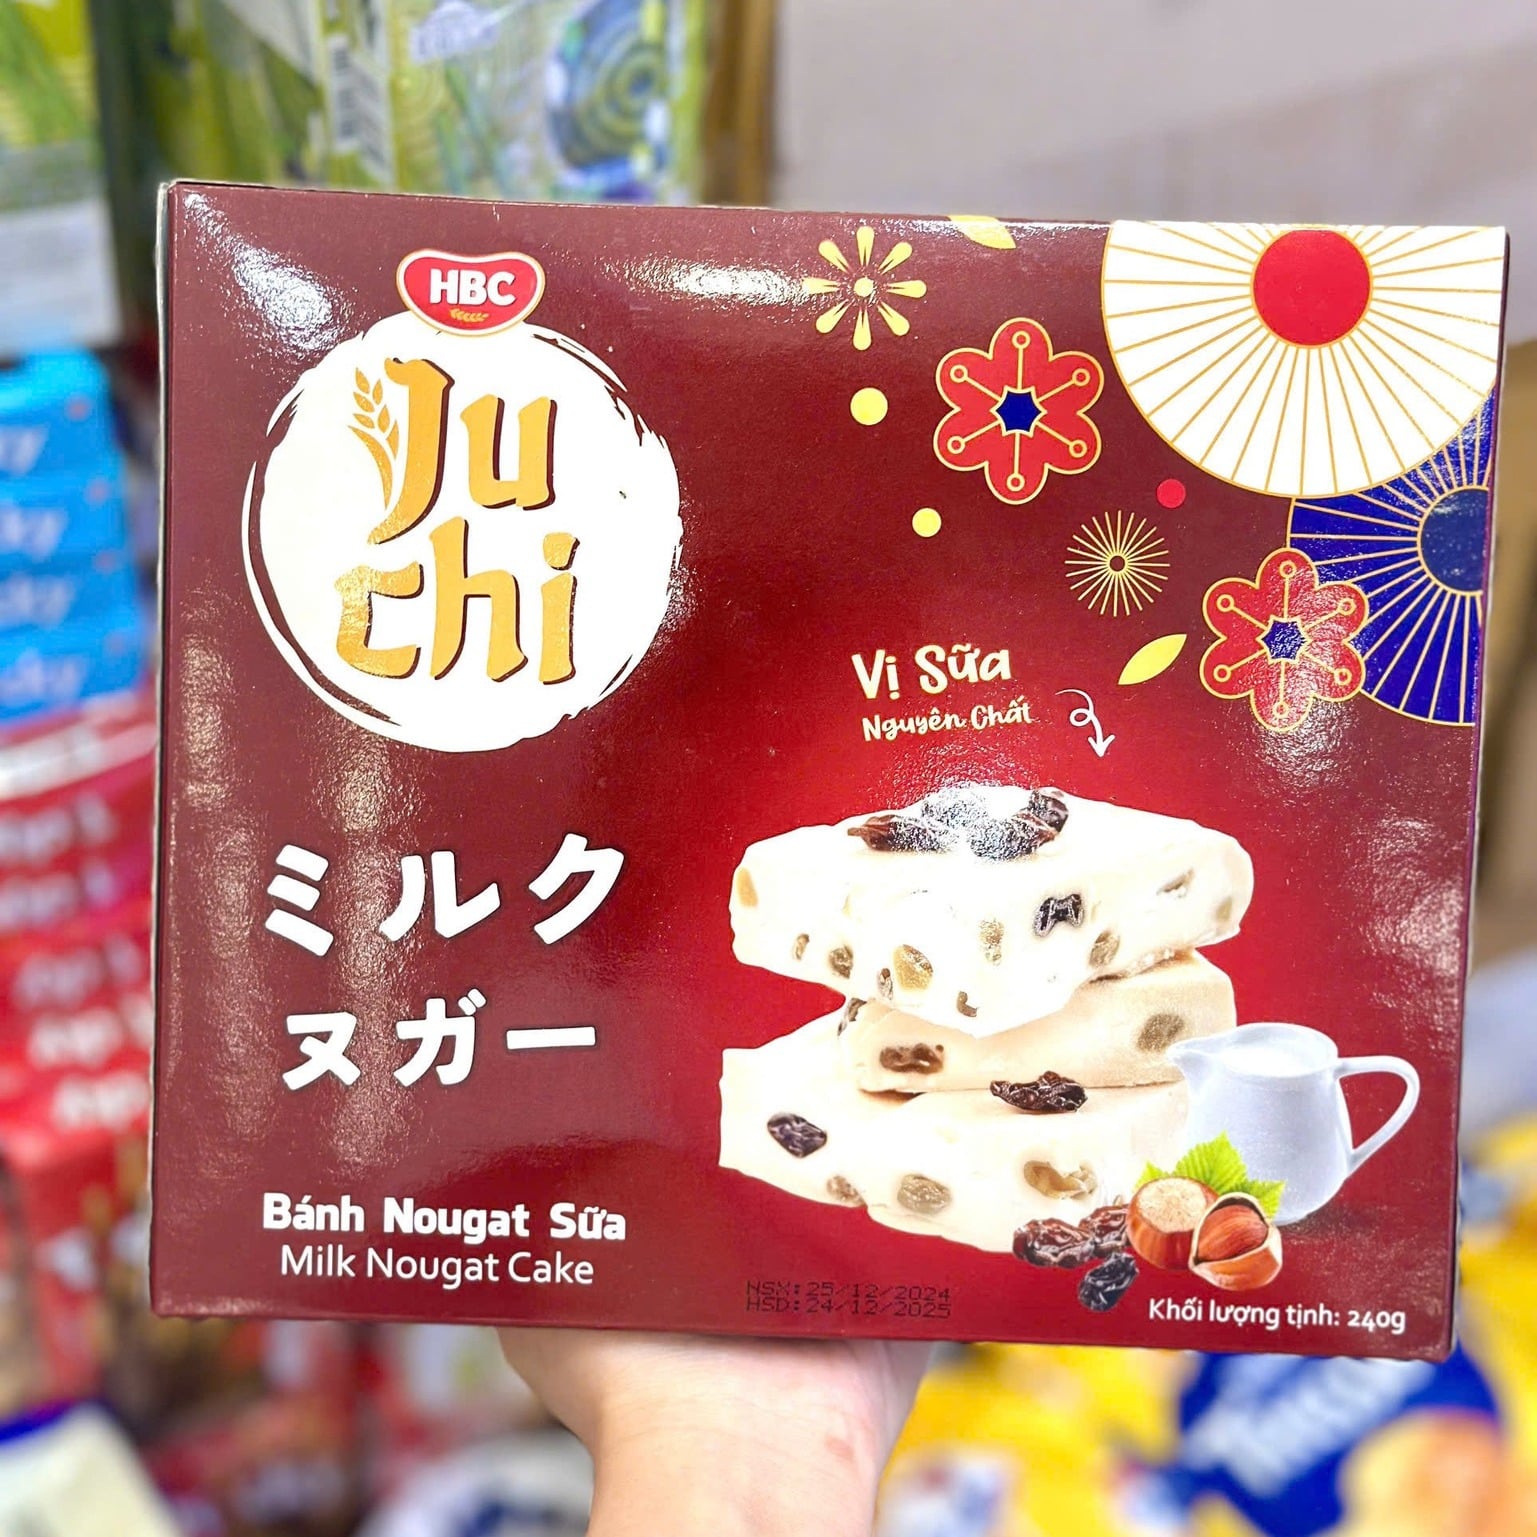 HBC
Ju
chi
Vị Sữa
Nguyên Chất
ミルク
ヌガー
Bánh Nougat Sữa
Milk Nougat Cake
NSX: 25/12/2024
HSD: 24/12/2025
Khối lượng tịnh: 240g